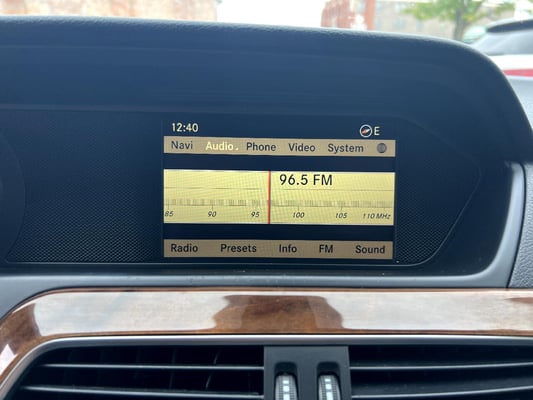 12:40 E
Navi Audio Phone Video System
96.5 FM
85 90 95 100 105 110 MHz
Radio Presets Info FM Sound